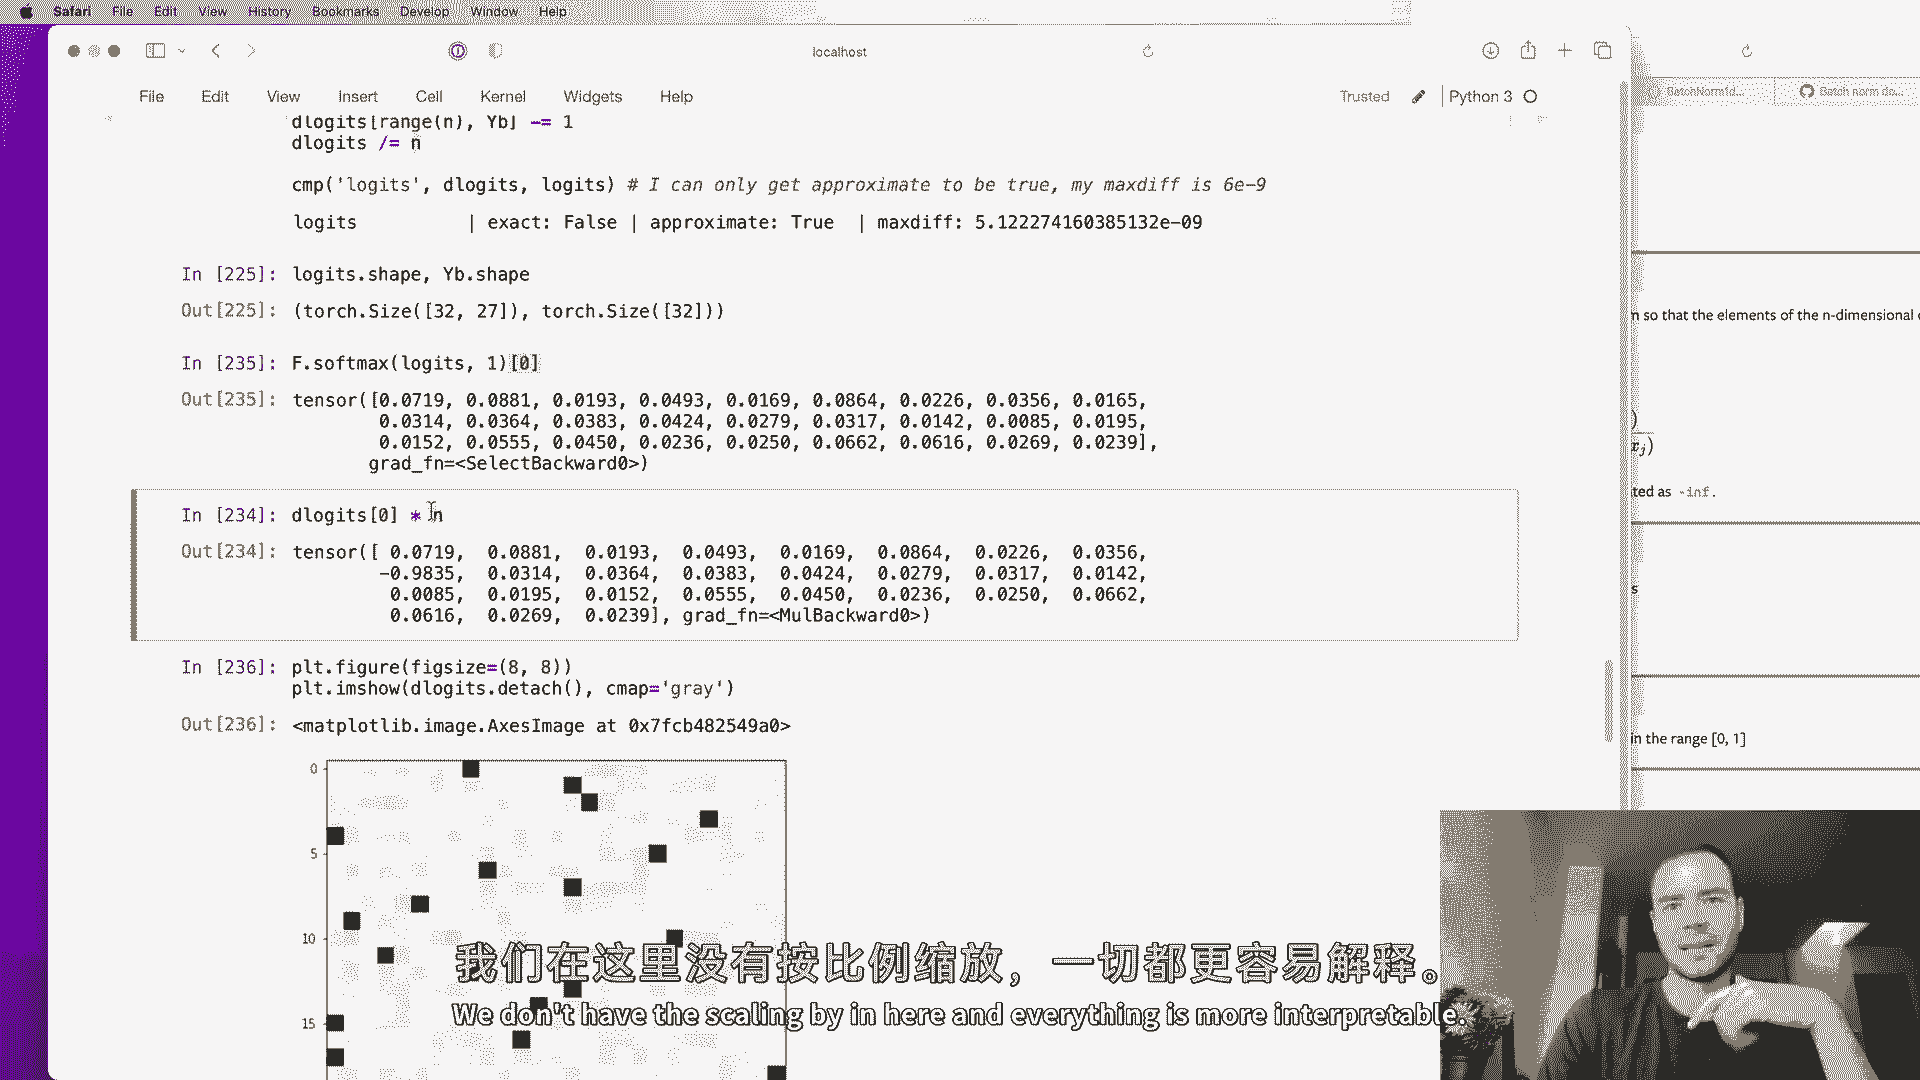 Safari File Edit View History Bookmarks Develop Window Help
localhost
File Edit View Insert Cell Kernel Widgets Help
Trusted Python 3
BatchNorm1d...
Batch norm do...
dlogits[range(n), Yb] -= 1
dlogits /= n
cmp('logits', dlogits, logits) # I can only get approximate to be true, my maxdiff is 6e-9
logits | exact: False | approximate: True | maxdiff: 5.122274160385132e-09
In [225]: logits.shape, Yb.shape
Out[225]: (torch.Size([32, 27]), torch.Size([32]))
n so that the elements of the n-dimensional
In [235]: F.softmax(logits, 1)[0]
Out[235]: tensor([0.0719, 0.0881, 0.0193, 0.0493, 0.0169, 0.0864, 0.0226, 0.0356, 0.0165,
0.0314, 0.0364, 0.0383, 0.0424, 0.0279, 0.0317, 0.0142, 0.0085, 0.0195,
0.0152, 0.0555, 0.0450, 0.0236, 0.0250, 0.0662, 0.0616, 0.0269, 0.0239],
grad_fn=<SelectBackward0>)
ted as -inf.
In [234]: dlogits[0] * n
Out[234]: tensor([ 0.0719, 0.0881, 0.0193, 0.0493, 0.0169, 0.0864, 0.0226, 0.0356,
-0.9835, 0.0314, 0.0364, 0.0383, 0.0424, 0.0279, 0.0317, 0.0142,
0.0085, 0.0195, 0.0152, 0.0555, 0.0450, 0.0236, 0.0250, 0.0662,
0.0616, 0.0269, 0.0239], grad_fn=<MulBackward0>)
In [236]: plt.figure(figsize=(8, 8))
plt.imshow(dlogits.detach(), cmap='gray')
Out[236]: <matplotlib.image.AxesImage at 0x7fcb482549a0>
in the range [0, 1]
0
5
10
15
我们在这里没有按比例缩放，一切都更容易解释。
We don't have the scaling by in here and everything is more interpretable.